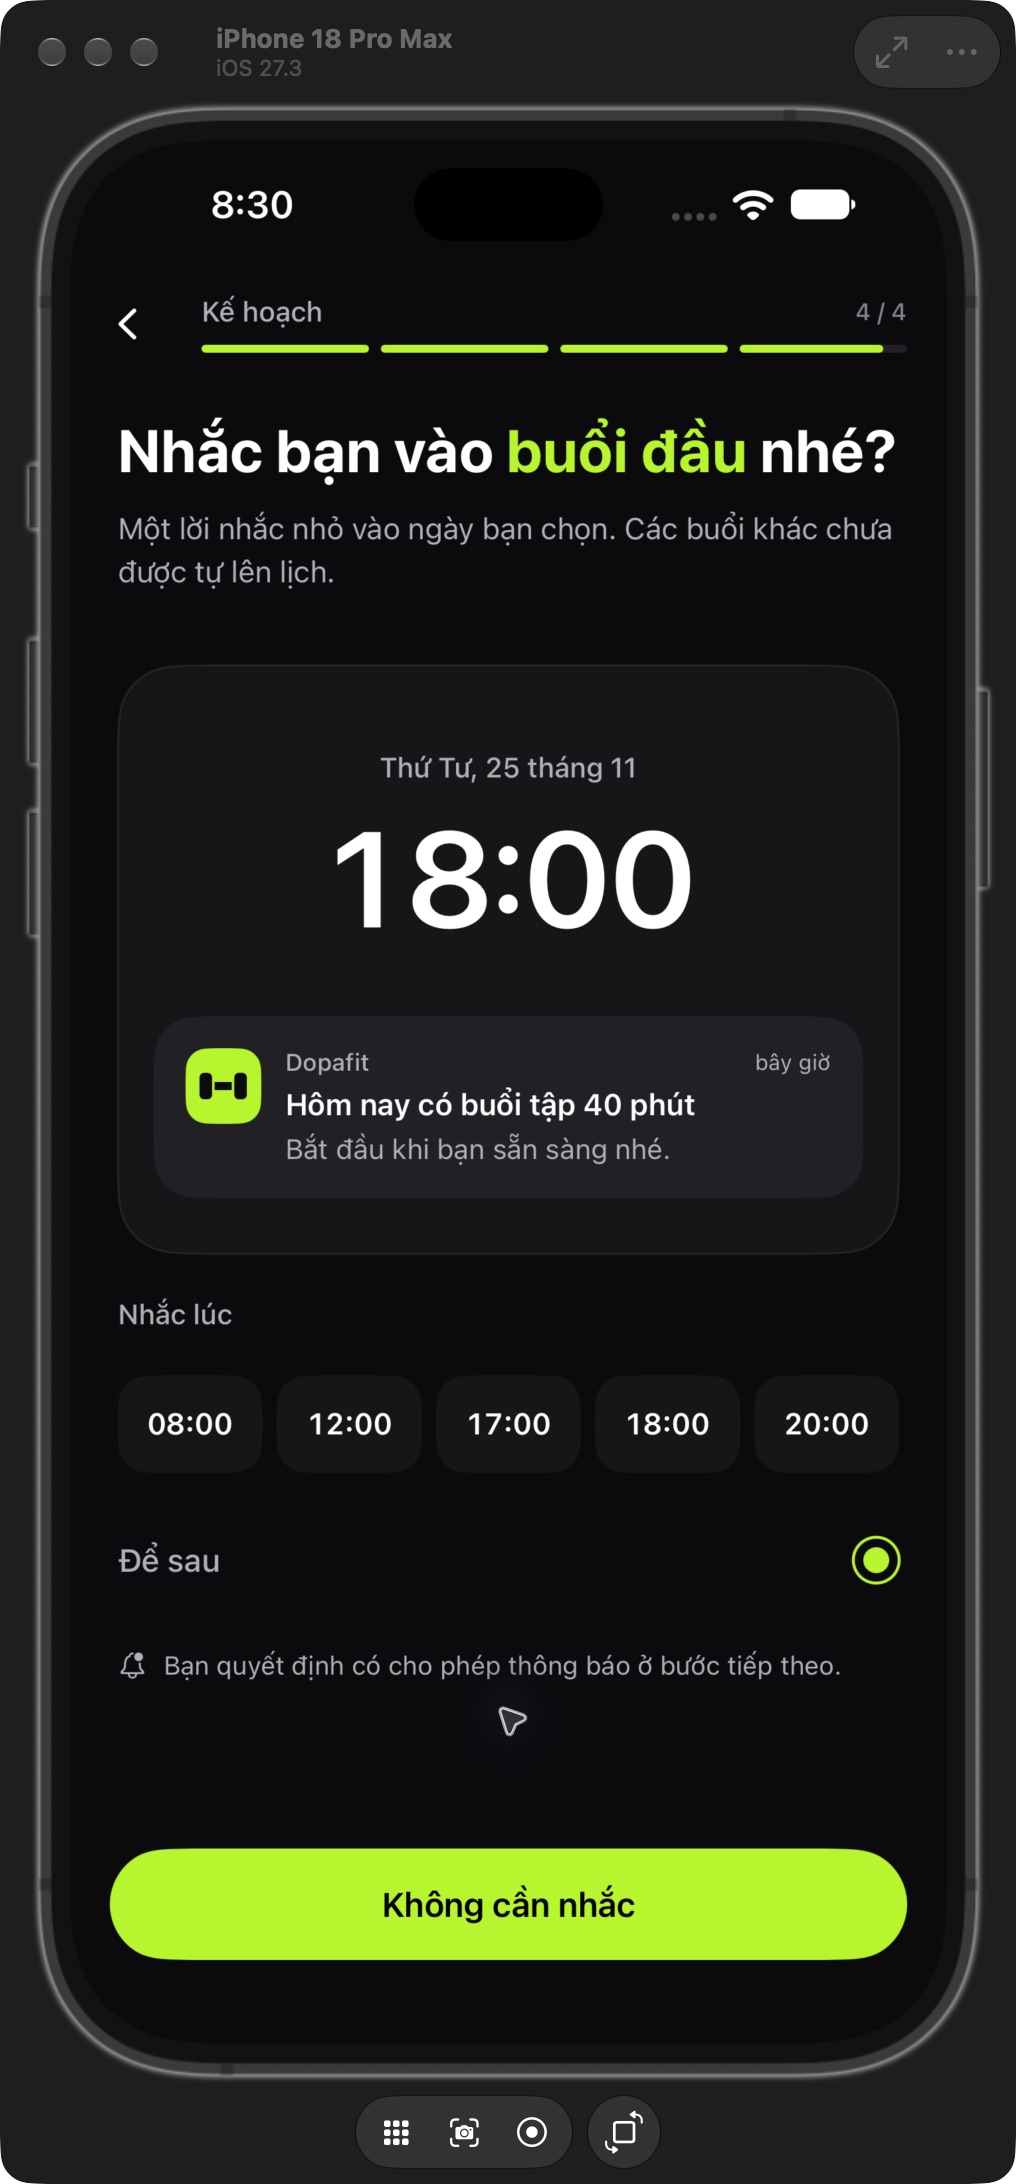 iPhone 18 Pro Max
iOS 27.3
8:30
Kế hoạch
4 / 4
Nhắc bạn vào buổi đầu nhé?
Một lời nhắc nhỏ vào ngày bạn chọn. Các buổi khác chưa
được tự lên lịch.
Thứ Tư, 25 tháng 11
18:00
Dopafit
bây giờ
Hôm nay có buổi tập 40 phút
Bắt đầu khi bạn sẵn sàng nhé.
Nhắc lúc
08:00
12:00
17:00
18:00
20:00
Để sau
Bạn quyết định có cho phép thông báo ở bước tiếp theo.
Không cần nhắc